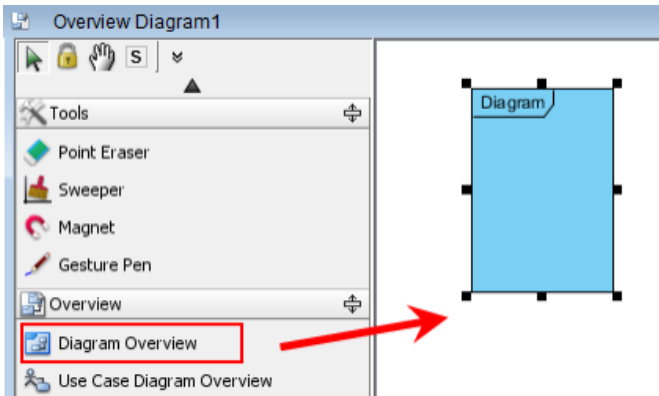 Overview Diagram1
S
Tools
Point Eraser
Sweeper
Magnet
Gesture Pen
Overview
Diagram Overview
Use Case Diagram Overview
Diagram